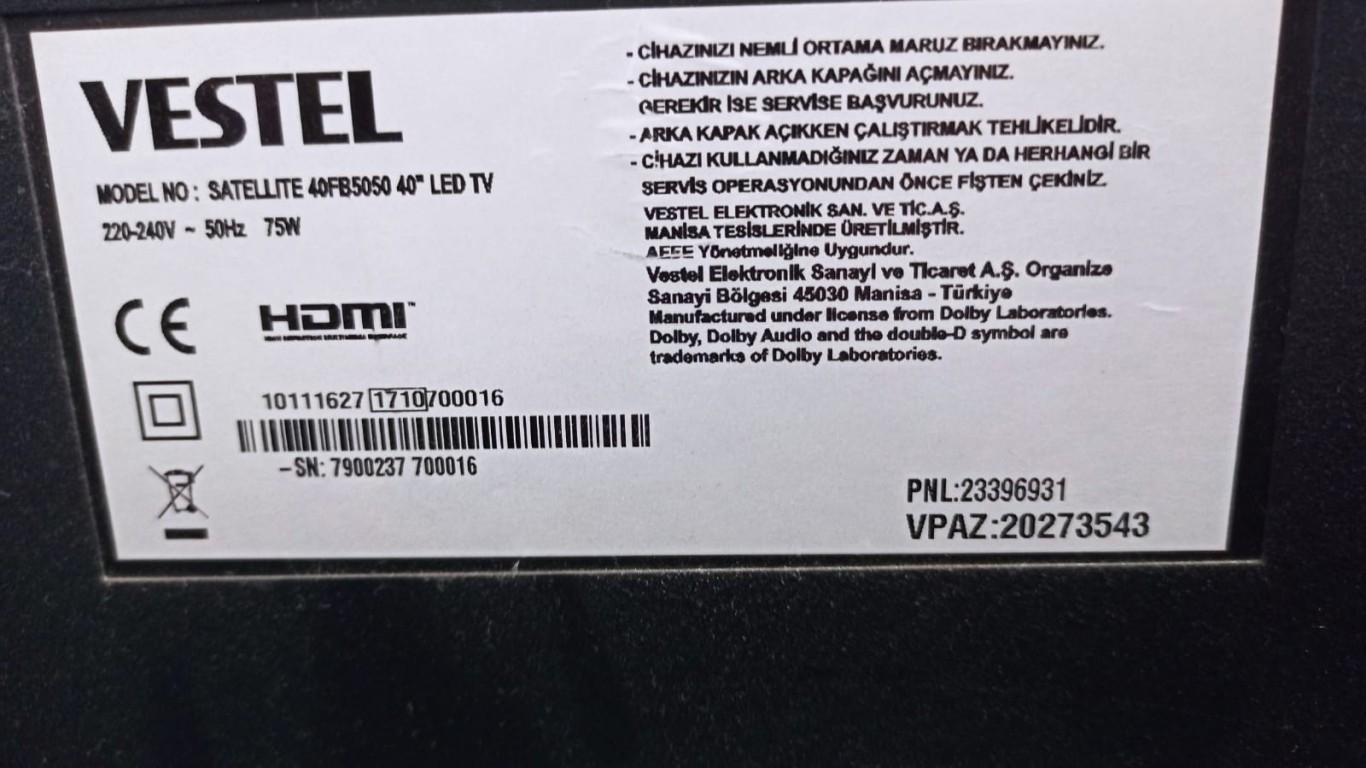 VESTEL
MODEL NO : SATELLITE 40FB5050 40" LED TV
220-240V ~ 50Hz 75W
CE HDMI™
10111627 1710 700016
-SN: 7900237 700016
- CİHAZINIZI NEMLİ ORTAMA MARUZ BIRAKMAYINIZ.
- CİHAZINIZIN ARKA KAPAĞINI AÇMAYINIZ.
GEREKİR İSE SERVİSE BAŞVURUNUZ.
- ARKA KAPAK AÇIKKEN ÇALIŞTIRMAK TEHLİKELİDİR.
- CİHAZI KULLANMADIĞINIZ ZAMAN YA DA HERHANGİ BİR
SERVİS OPERASYONUNDAN ÖNCE FİŞTEN ÇEKİNİZ.
VESTEL ELEKTRONİK SAN. VE TİC.A.Ş.
MANİSA TESİSLERİNDE ÜRETİLMİŞTİR.
AEEE Yönetmeliğine Uygundur.
Vestel Elektronik Sanayi ve Ticaret A.Ş. Organize
Sanayi Bölgesi 45030 Manisa - Türkiye
Manufactured under license from Dolby Laboratories.
Dolby, Dolby Audio and the double-D symbol are
trademarks of Dolby Laboratories.
PNL:23396931
VPAZ:20273543